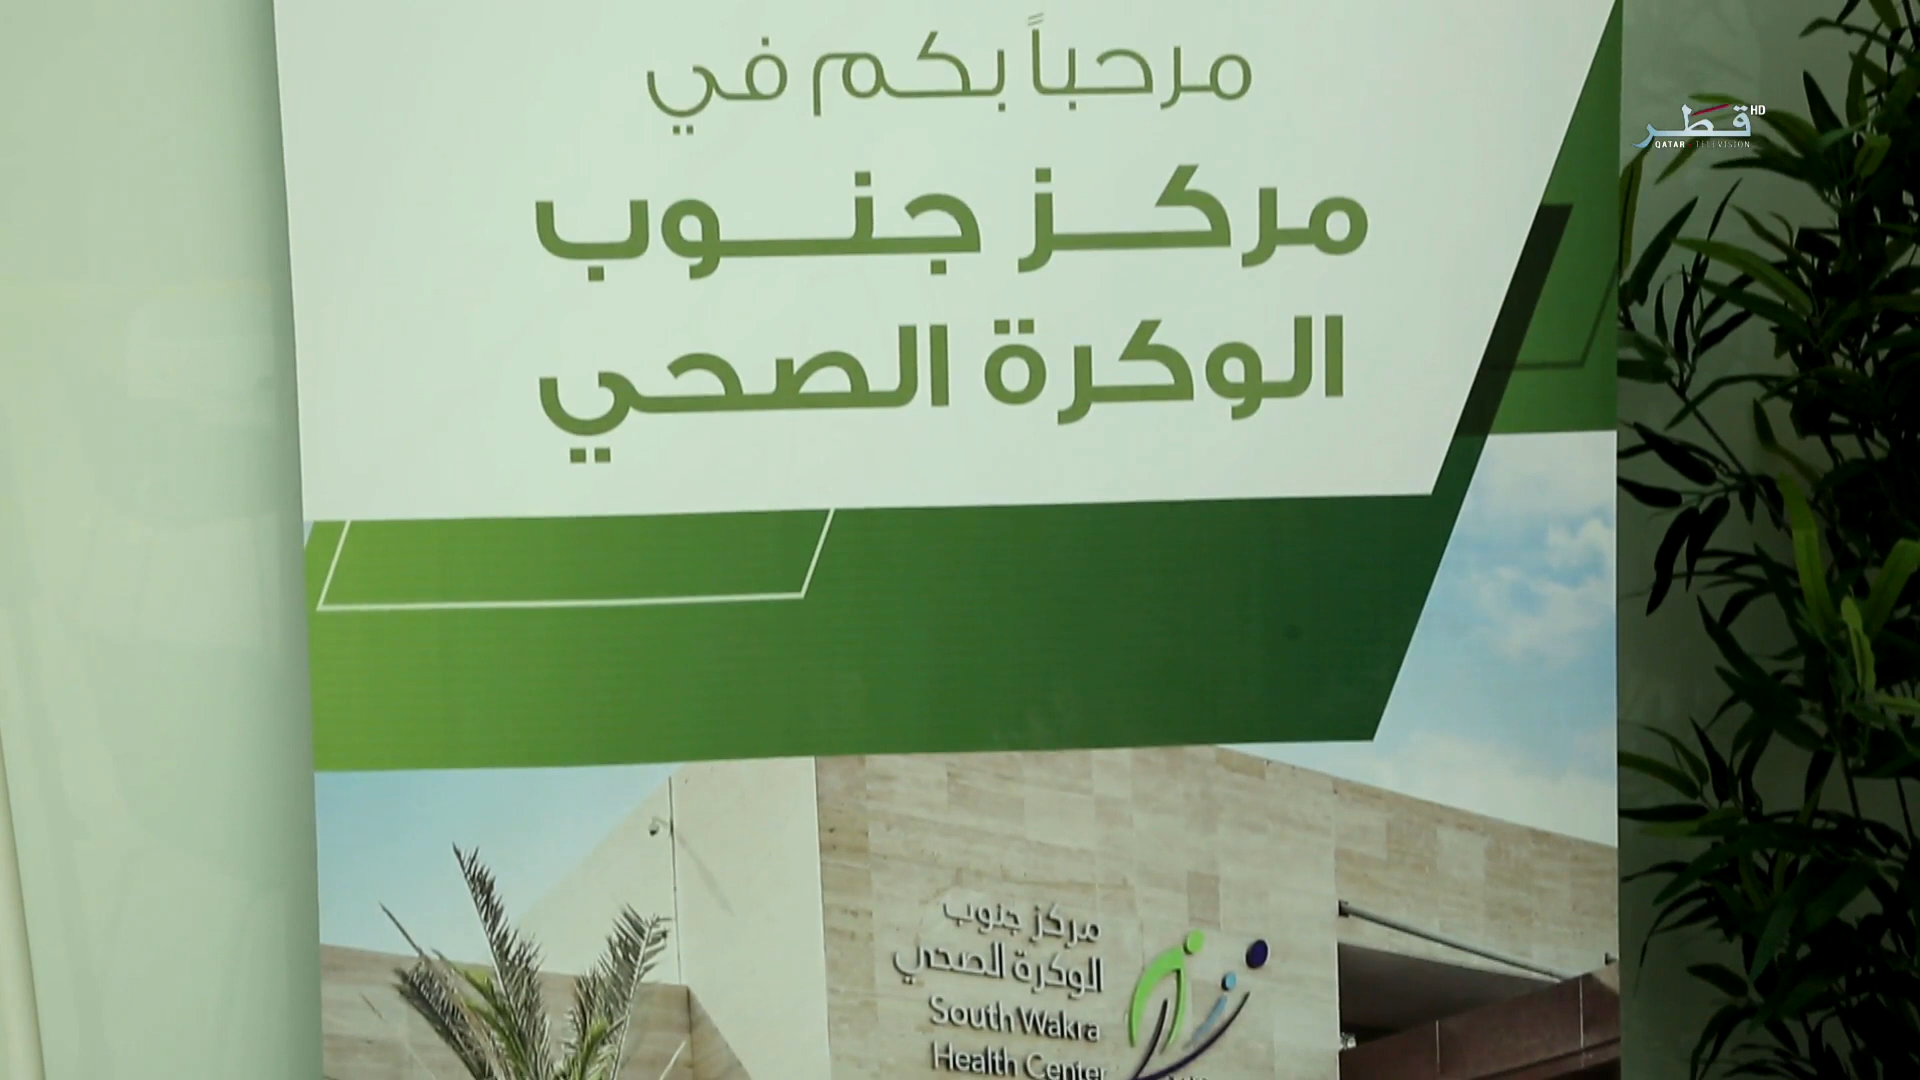 مرحباً بكم في
مركز جنوب
الوكرة الصحي
قطر HD
QATAR TELEVISION
مركز جنوب
الوكرة الصحي
South Wakra
Health Center